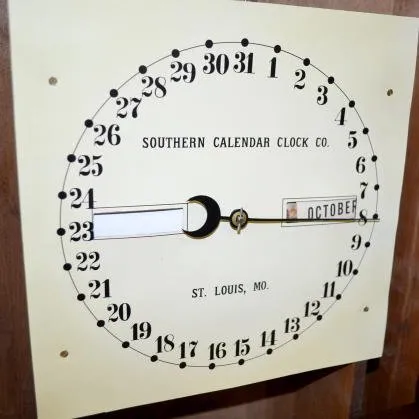 30 31 1
29 2
28 3
27 4
26 5
SOUTHERN CALENDAR CLOCK CO.
25 6
24 7
OCTOBER
23 8
22 9
21 10
ST. LOUIS, MO.
20 11
19 12
18 13
17 16 15 14